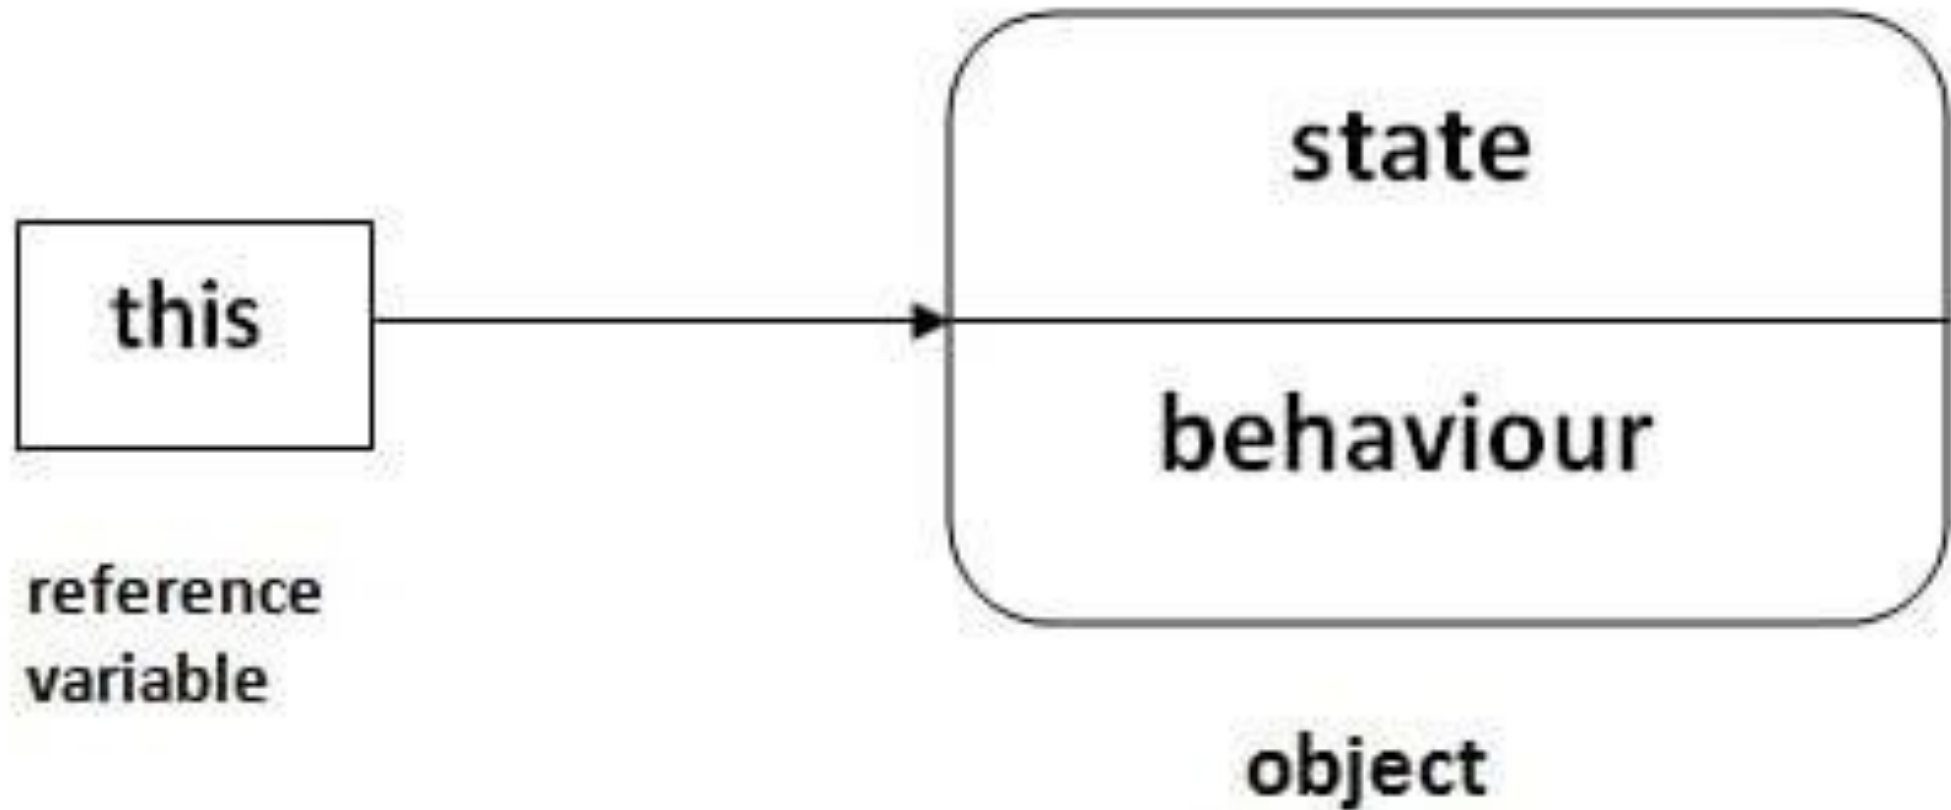 this
reference
variable
state
behaviour
object